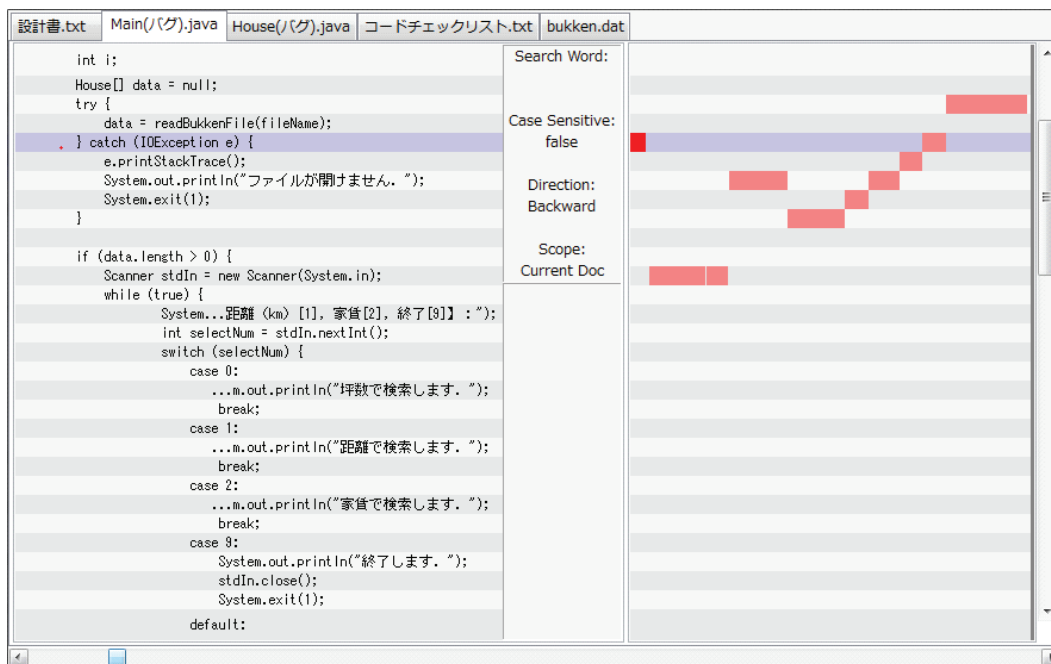 設計書.txt
Main(バグ).java
House(バグ).java
コードチェックリスト.txt
bukken.dat
int i;
House[] data = null;
try {
data = readBukkenFile(fileName);
} catch (IOException e) {
e.printStackTrace();
System.out.println("ファイルが開けません. ");
System.exit(1);
}
if (data.length > 0) {
Scanner stdIn = new Scanner(System.in);
while (true) {
System...距離 (km) [1], 家賃[2], 終了[9]】 :");
int selectNum = stdIn.nextInt();
switch (selectNum) {
case 0:
...m.out.println("坪数で検索します. ");
break;
case 1:
...m.out.println("距離で検索します. ");
break;
case 2:
...m.out.println("家賃で検索します. ");
break;
case 9:
System.out.println("終了します. ");
stdIn.close();
System.exit(1);
default:
Search Word:
Case Sensitive:
false
Direction:
Backward
Scope:
Current Doc